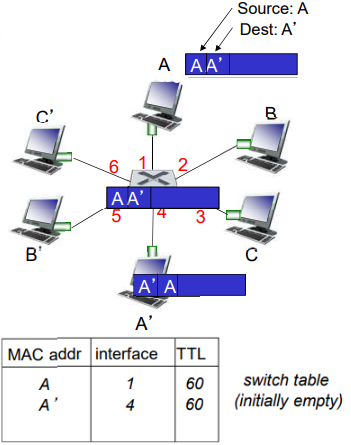 Source: A
Dest: A’
A A’
A
C’
B
6 1 2
A A’
5 4 3
B’
C
A’ A
A’
MAC addr interface TTL
A 1 60
A’ 4 60
switch table
(initially empty)